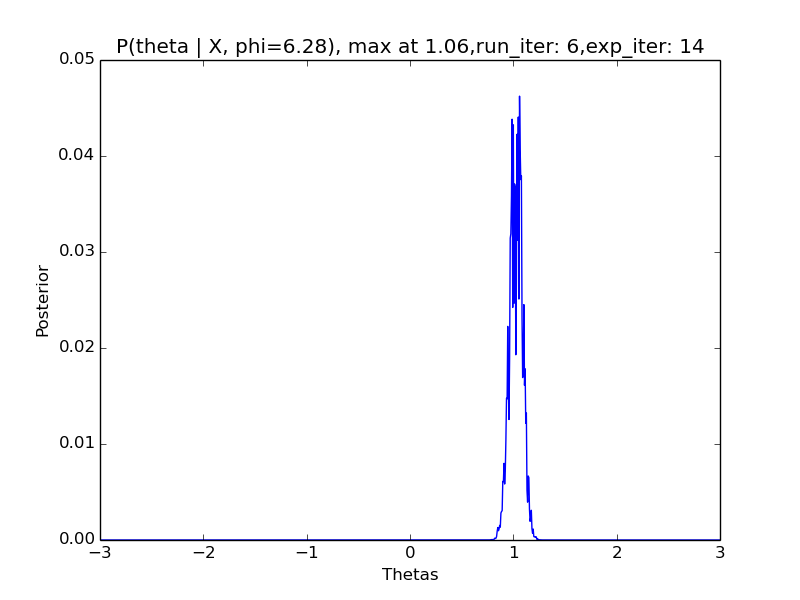 P(theta | X, phi=6.28), max at 1.06,run_iter: 6,exp_iter: 14
0.05
0.04
0.03
0.02
0.01
0.00
Posterior
−3 −2 −1 0 1 2 3
Thetas